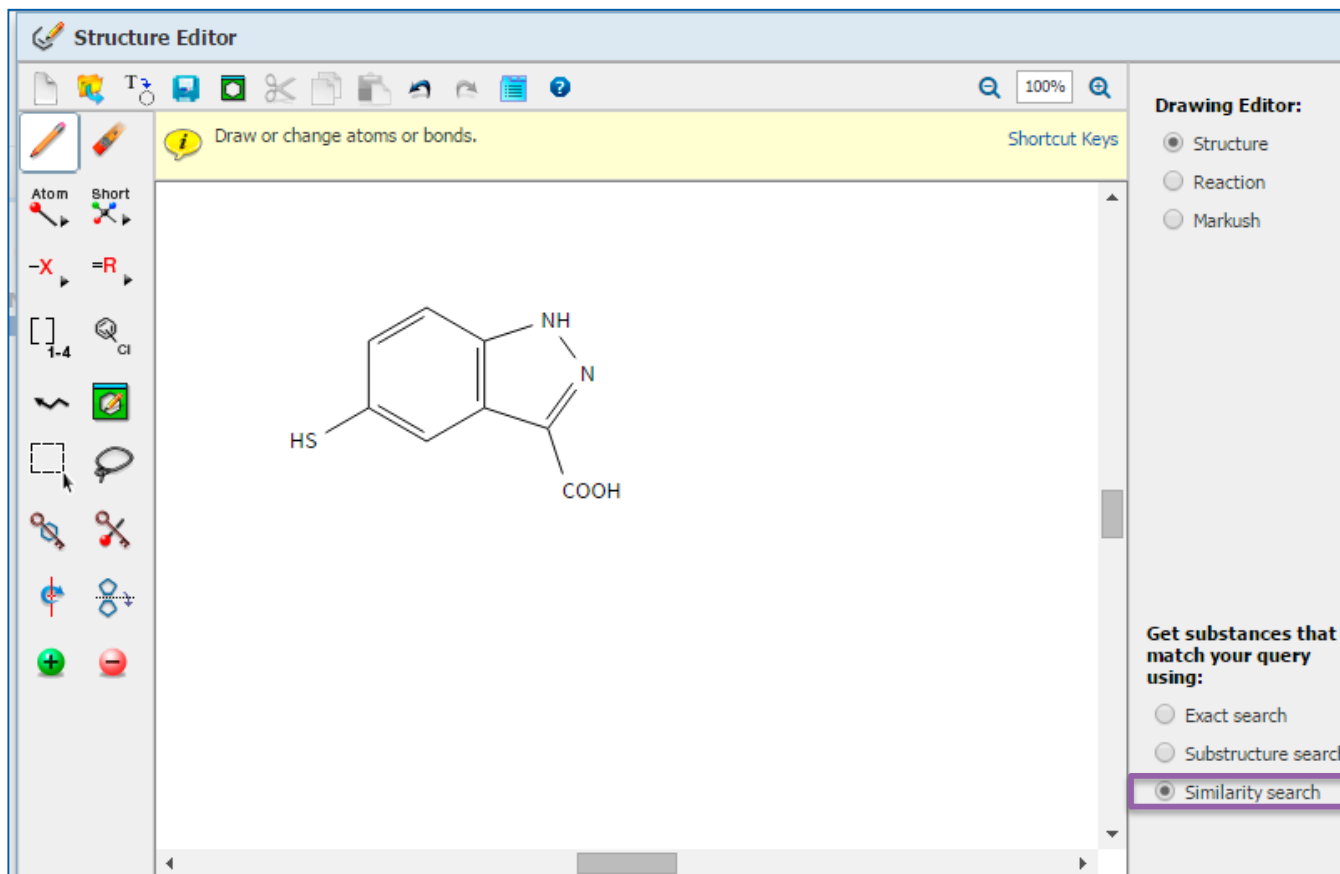 Structure Editor
T
100%
Draw or change atoms or bonds.
Shortcut Keys
Drawing Editor:
Structure
Reaction
Markush
Atom
Short
-X
=R
[ ]
1-4
Cl
NH
N
HS
COOH
Get substances that
match your query
using:
Exact search
Substructure search
Similarity search